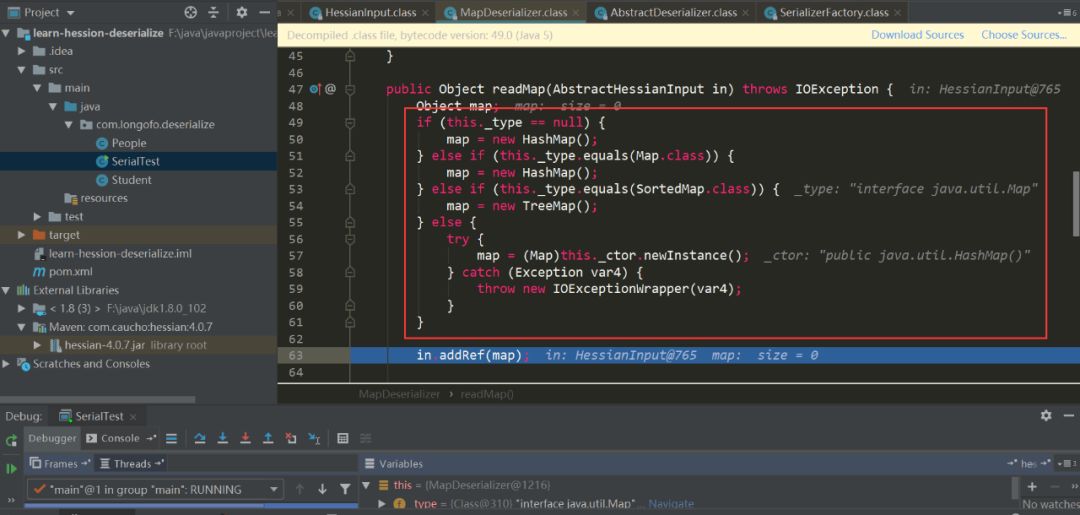 Project
HessianInput.class
MapDeserializer.class
AbstractDeserializer.class
SerializerFactory.class
learn-hession-deserialize F:\java\javaproject\lea
Decompiled .class file, bytecode version: 49.0 (Java 5)
Download Sources
Choose Sources...
.idea
src
main
java
com.longofo.deserialize
People
SerialTest
Student
resources
test
target
learn-hession-deserialize.iml
pom.xml
External Libraries
< 1.8 (3) > F:\java\jdk1.8.0_102
Maven: com.caucho:hessian:4.0.7
hessian-4.0.7.jar library root
Scratches and Consoles
45 }
46
47 @ public Object readMap(AbstractHessianInput in) throws IOException { in: HessianInput@765
48 Object map; map: size = 0
49 if (this._type == null) {
50 map = new HashMap();
51 } else if (this._type.equals(Map.class)) {
52 map = new HashMap();
53 } else if (this._type.equals(SortedMap.class)) { _type: "interface java.util.Map"
54 map = new TreeMap();
55 } else {
56 try {
57 map = (Map)this._ctor.newInstance(); _ctor: "public java.util.HashMap()"
58 } catch (Exception var4) {
59 throw new IOExceptionWrapper(var4);
60 }
61 }
62
63 in.addRef(map); in: HessianInput@765 map: size = 0
64
MapDeserializer › readMap()
Debug: SerialTest
Debugger Console
Frames Threads
Variables
hes
"main"@1 in group "main": RUNNING
this = {MapDeserializer@1216}
_type = {Class@310} "interface java.util.Map"... Navigate
No watches